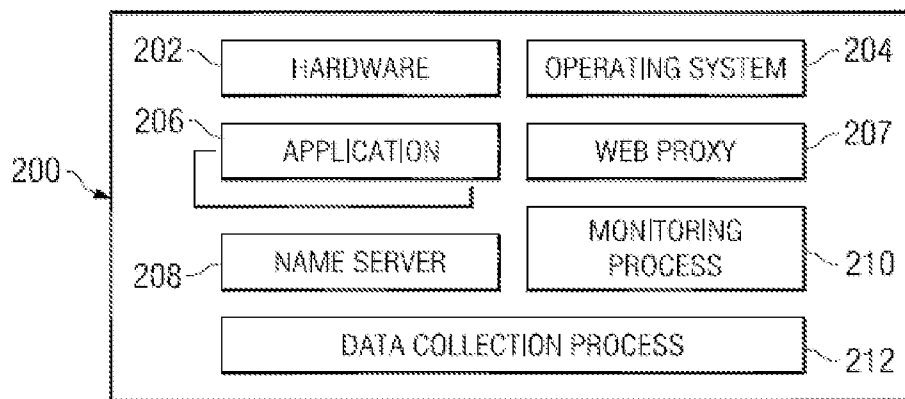 202 HARDWARE OPERATING SYSTEM 204
206 APPLICATION WEB PROXY 207
200
208 NAME SERVER MONITORING PROCESS 210
DATA COLLECTION PROCESS 212